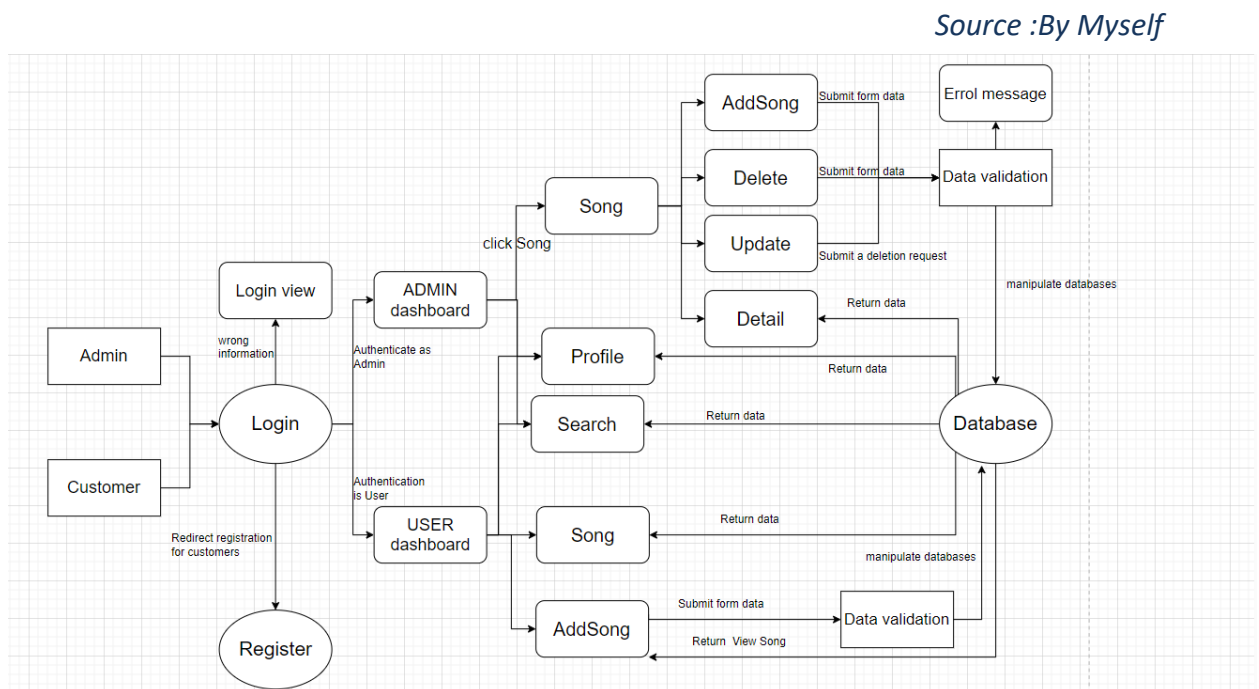 Source :By Myself
AddSong
Submit form data
Errol message
Delete
Submit form data
Data validation
Song
click Song
Update
Submit a deletion request
manipulate databases
Login view
ADMIN
dashboard
Detail
Return data
Admin
wrong
information
Authenticate as
Admin
Profile
Return data
Login
Search
Return data
Database
Customer
Authentication
is User
Redirect registration
for customers
USER
dashboard
Song
Return data
manipulate databases
Register
AddSong
Submit form data
Data validation
Return View Song